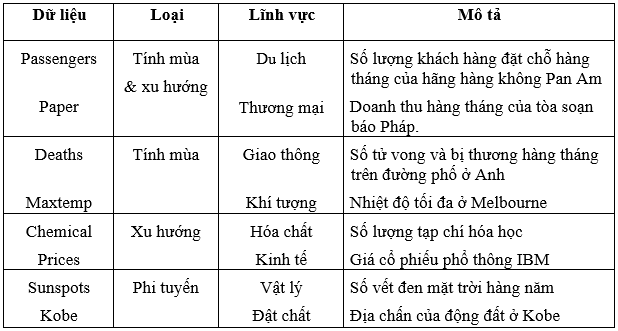 Dữ liệu Loại Lĩnh vực Mô tả
Passengers Tính mùa Du lịch Số lượng khách hàng đặt chỗ hàng
& xu hướng tháng của hãng hàng không Pan Am
Paper Thương mại Doanh thu hàng tháng của tòa soạn
báo Pháp.
Deaths Tính mùa Giao thông Số tử vong và bị thương hàng tháng
trên đường phố ở Anh
Maxtemp Khí tượng Nhiệt độ tối đa ở Melbourne
Chemical Xu hướng Hóa chất Số lượng tạp chí hóa học
Prices Kinh tế Giá cổ phiếu phổ thông IBM
Sunspots Phi tuyến Vật lý Số vết đen mặt trời hàng năm
Kobe Đật chất Địa chấn của động đất ở Kobe